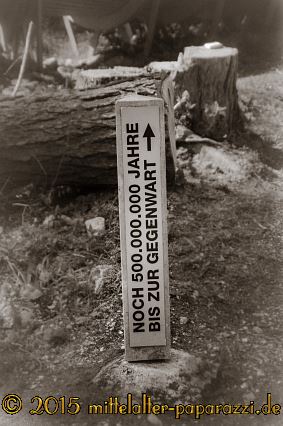 NOCH 500.000.000 JAHRE
BIS ZUR GEGENWART
© 2015 mittelalter-paparazzi.de